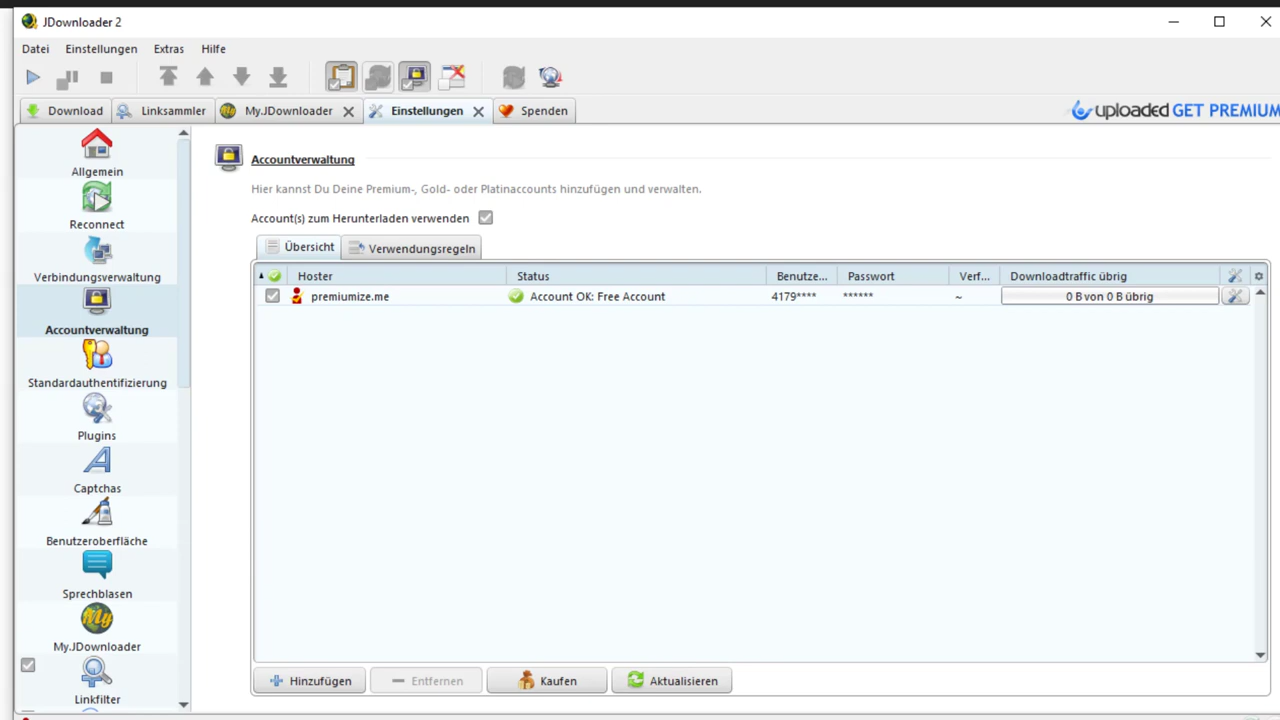 JDownloader 2
Datei Einstellungen Extras Hilfe
Download Linksammler My.JDownloader Einstellungen Spenden
uploaded GET PREMIUM
Allgemein
Reconnect
Verbindungsverwaltung
Accountverwaltung
Standardauthentifizierung
Plugins
Captchas
Benutzeroberfläche
Sprechblasen
My
My.JDownloader
Linkfilter
Accountverwaltung
Hier kannst Du Deine Premium-, Gold- oder Platinaccounts hinzufügen und verwalten.
Account(s) zum Herunterladen verwenden
Übersicht Verwendungsregeln
Hoster Status Benutze... Passwort Verf... Downloadtraffic übrig
premiumize.me Account OK: Free Account 4179**** ****** ~ 0 B von 0 B übrig
Hinzufügen Entfernen Kaufen Aktualisieren